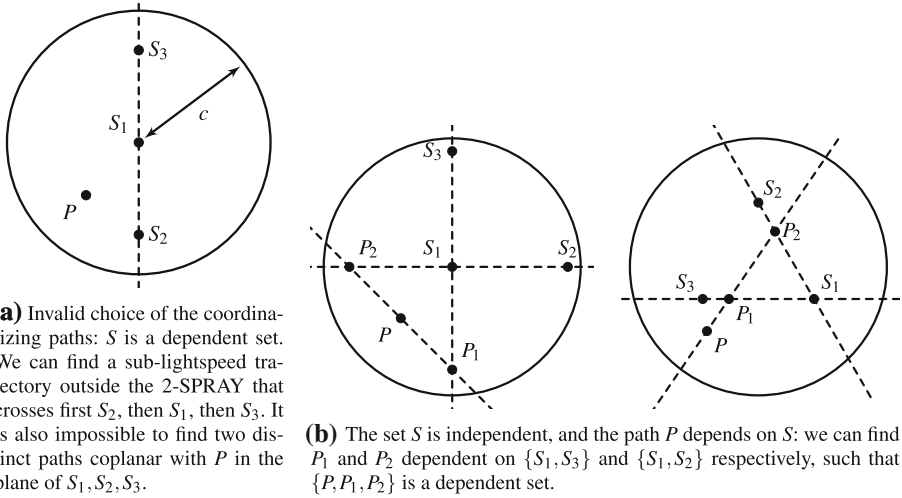 S3
S1
c
P
S2
a) Invalid choice of the coordina-
izing paths: S is a dependent set.
We can find a sub-lightspeed tra-
ectory outside the 2-SPRAY that
crosses first S2, then S1, then S3. It
s also impossible to find two dis-
inct paths coplanar with P in the
plane of S1,S2,S3.
S3
P2
S1
S2
P
P1
S2
P2
S3
S1
P1
P
(b) The set S is independent, and the path P depends on S: we can find
P1 and P2 dependent on {S1,S3} and {S1,S2} respectively, such that
{P,P1,P2} is a dependent set.